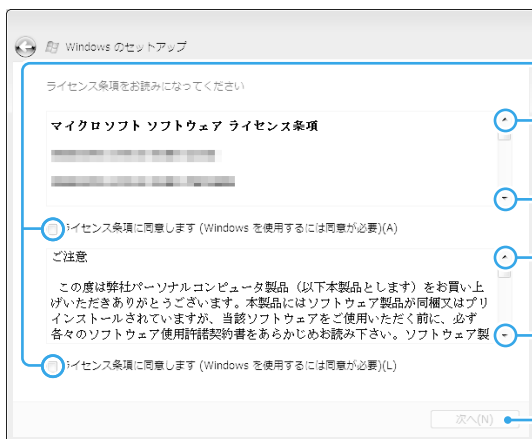 Windows のセットアップ
ライセンス条項をお読みになってください
マイクロソフト ソフトウェア ライセンス条項
ライセンス条項に同意します (Windows を使用するには同意が必要)(A)
ご注意
この度は弊社パーソナルコンピュータ製品（以下本製品とします）をお買い上
げいただきありがとうございます。本製品にはソフトウェア製品が同梱又はプリ
インストールされていますが、当該ソフトウェアをご使用いただく前に、必ず
各々のソフトウェア使用許諾契約書をあらかじめお読み下さい。ソフトウェア製
ライセンス条項に同意します (Windows を使用するには同意が必要)(L)
次へ(N)